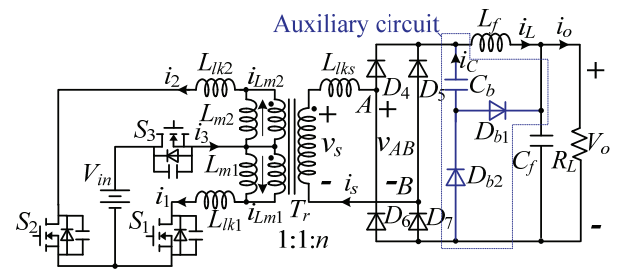 Auxiliary circuit
L_f i_L i_o
i_2 L_lk2 i_Lm2 L_lks i_C
D_4 D_5 C_b +
L_m2 A +
S_3 i_3 + D_b1
V_in L_m1 v_s v_AB C_f R_L V_o
D_b2
i_1 - i_s -B
S_2 S_1 L_lk1 i_Lm1 T_r D_6 D_7 -
1:1:n